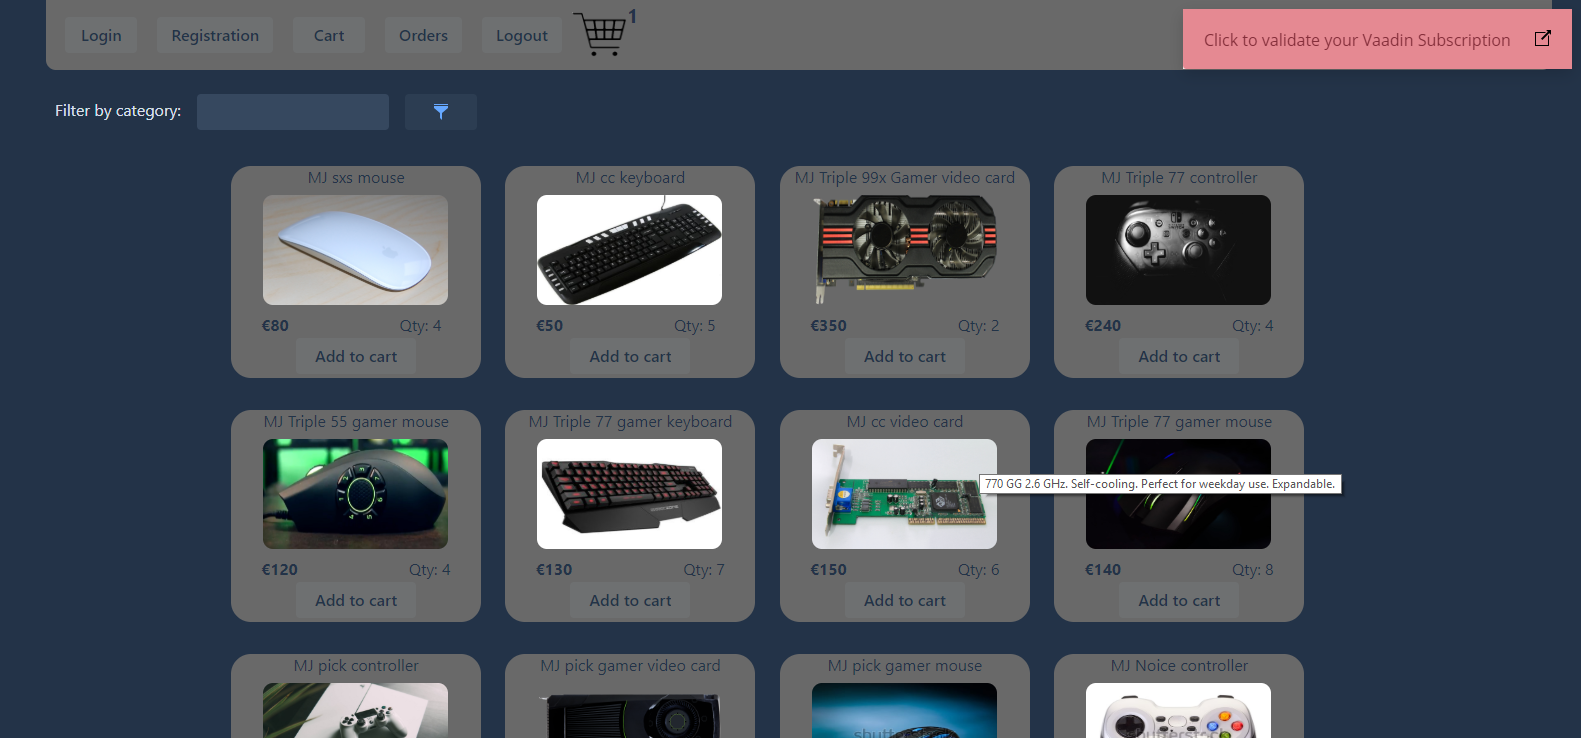 Login Registration Cart Orders Logout 1
Click to validate your Vaadin Subscription
Filter by category:
MJ sxs mouse
€80 Qty: 4
Add to cart
MJ cc keyboard
€50 Qty: 5
Add to cart
MJ Triple 99x Gamer video card
€350 Qty: 2
Add to cart
MJ Triple 77 controller
€240 Qty: 4
Add to cart
MJ Triple 55 gamer mouse
€120 Qty: 4
Add to cart
MJ Triple 77 gamer keyboard
€130 Qty: 7
Add to cart
MJ cc video card
€150 Qty: 6
Add to cart
MJ Triple 77 gamer mouse
770 GG 2.6 GHz. Self-cooling. Perfect for weekday use. Expandable.
€140 Qty: 8
Add to cart
MJ pick controller
MJ pick gamer video card
MJ pick gamer mouse
MJ Noice controller